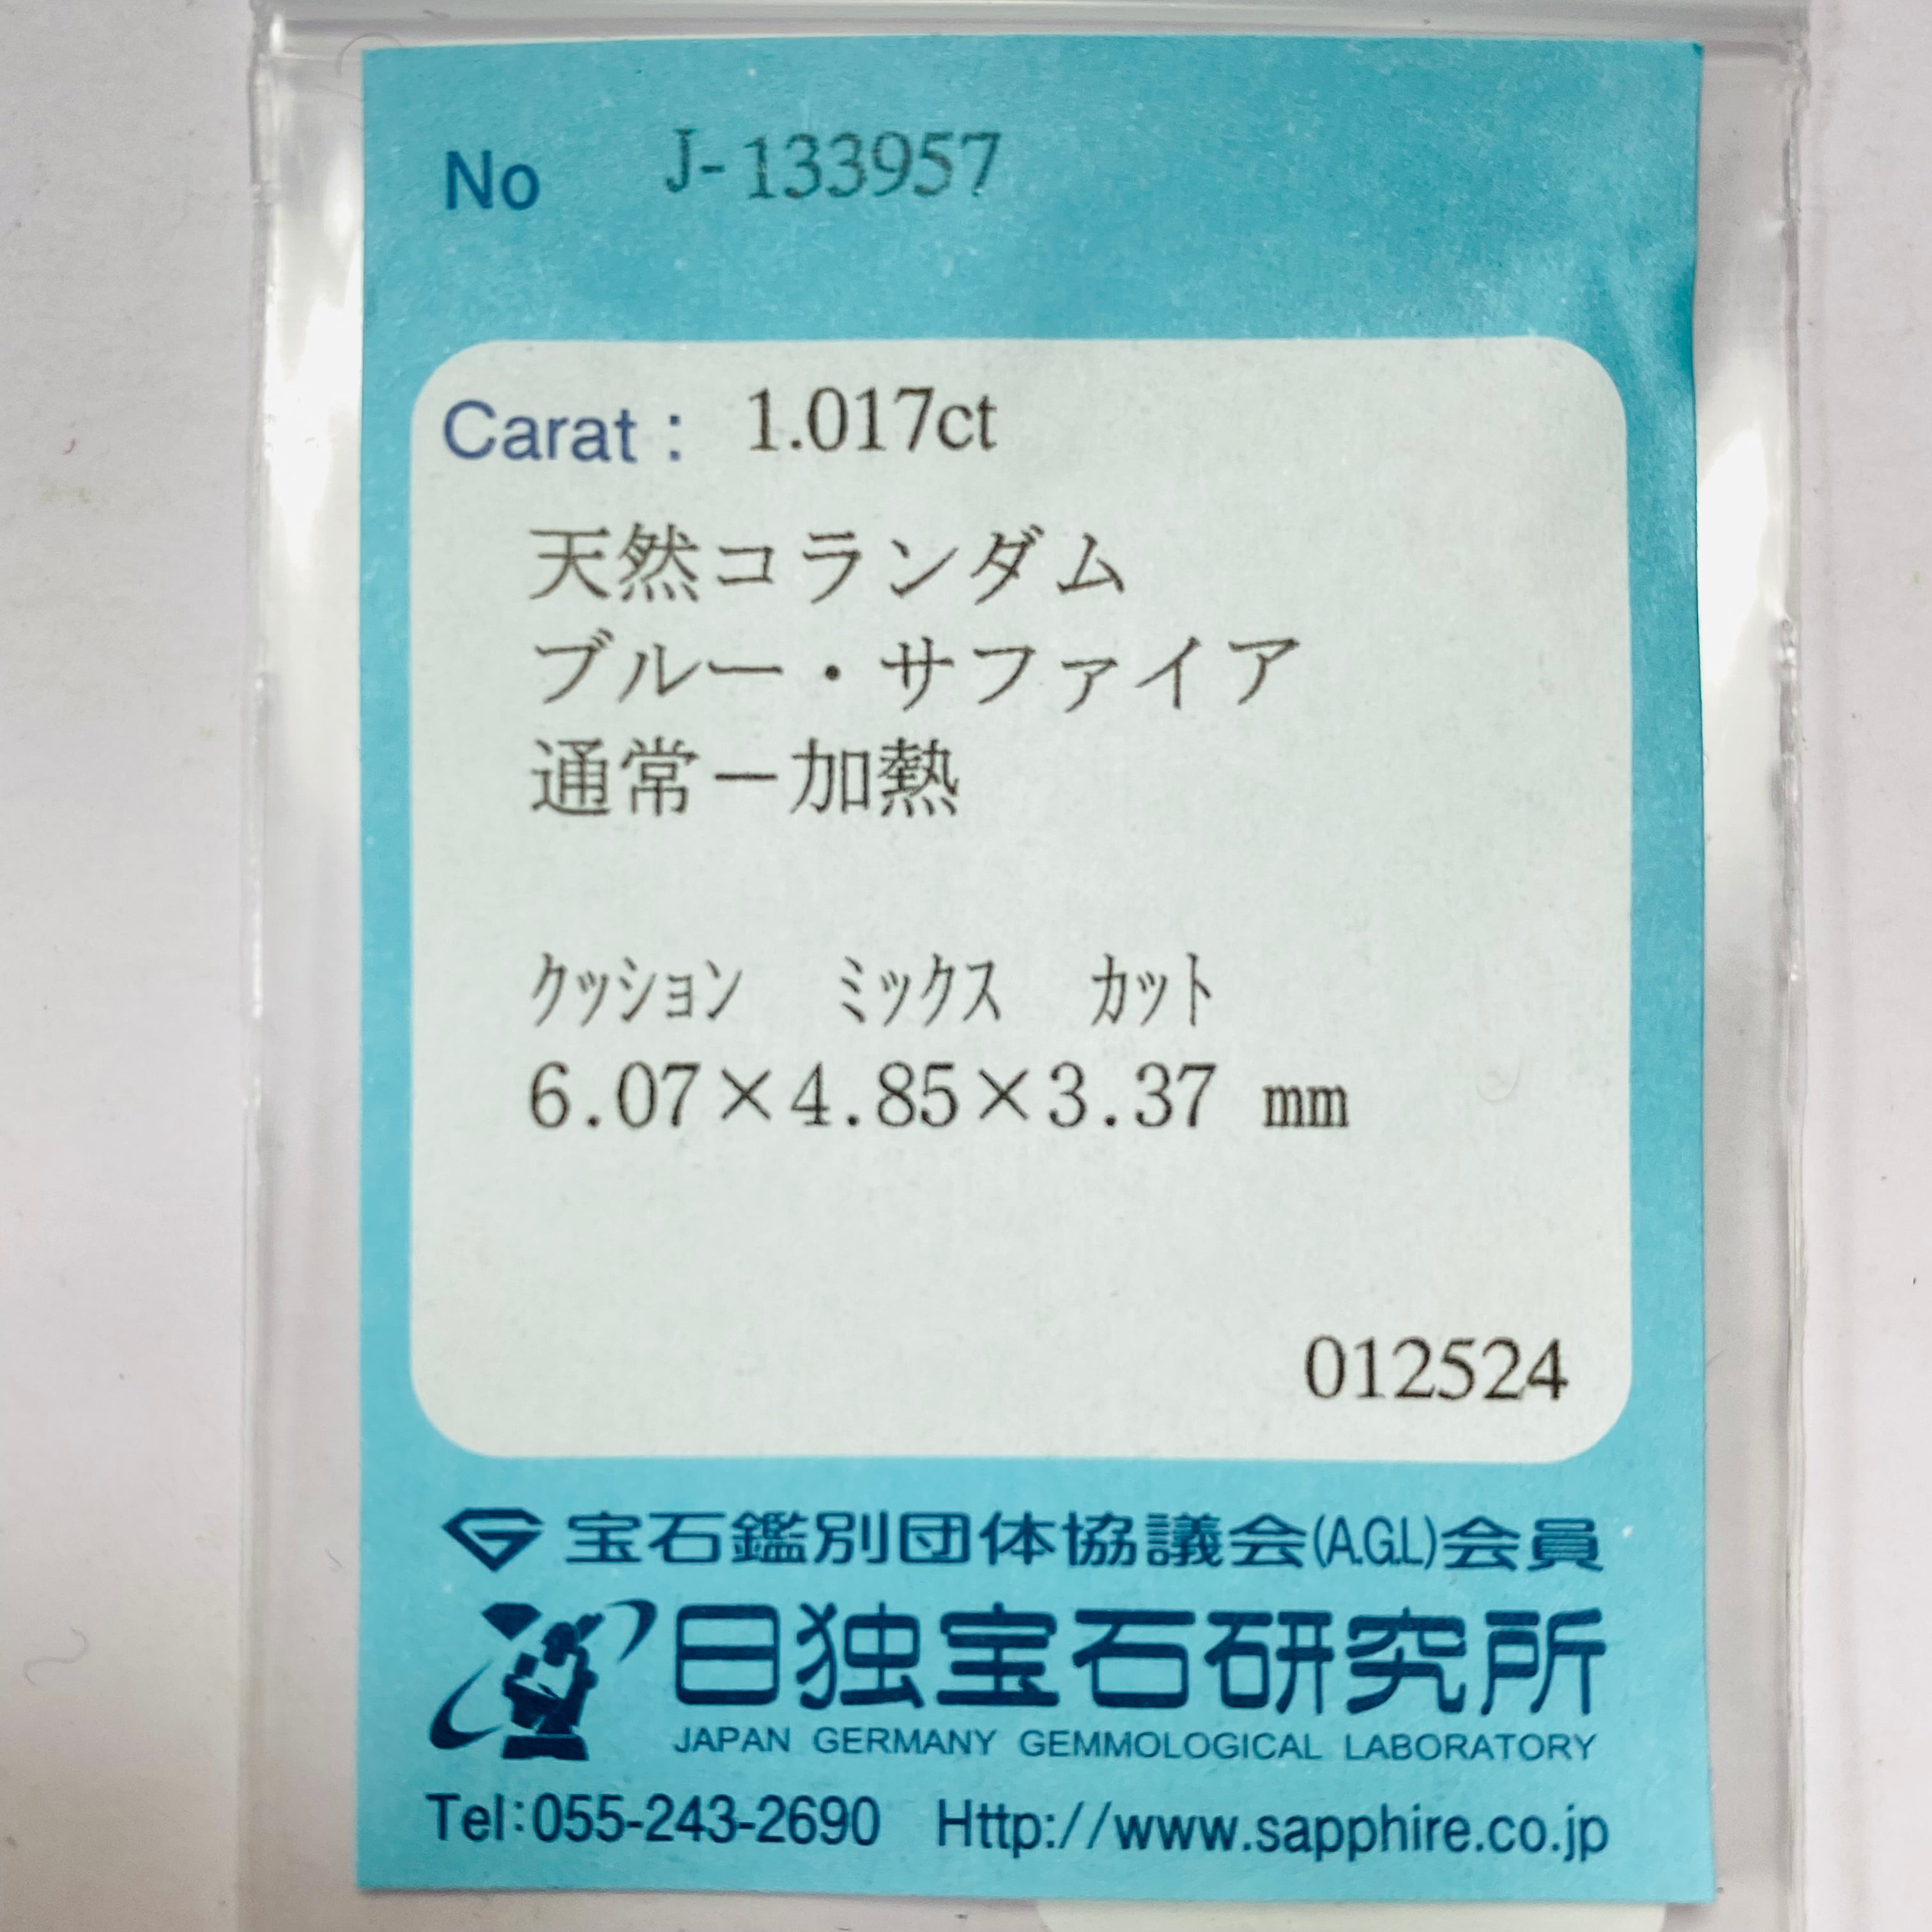 No J-133957
Carat : 1.017ct
天然コランダム
ブルー・サファイア
通常－加熱
ｸｯｼｮﾝ ﾐｯｸｽ ｶｯﾄ
6.07×4.85×3.37 mm
012524
宝石鑑別団体協議会(A.G.L)会員
日独宝石研究所
JAPAN GERMANY GEMMOLOGICAL LABORATORY
Tel:055-243-2690 Http://www.sapphire.co.jp